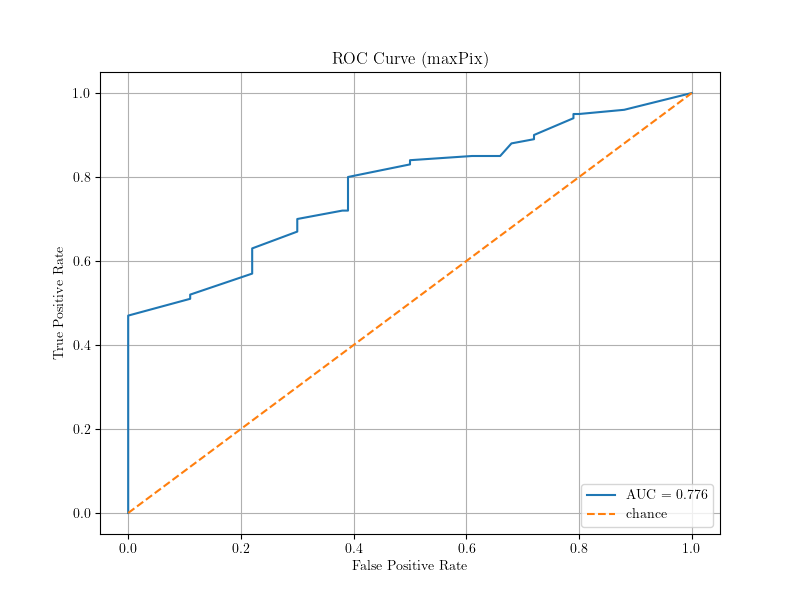 ROC Curve (maxPix)
True Positive Rate
1.0
0.8
0.6
0.4
0.2
0.0
AUC = 0.776
chance
0.0 0.2 0.4 0.6 0.8 1.0
False Positive Rate